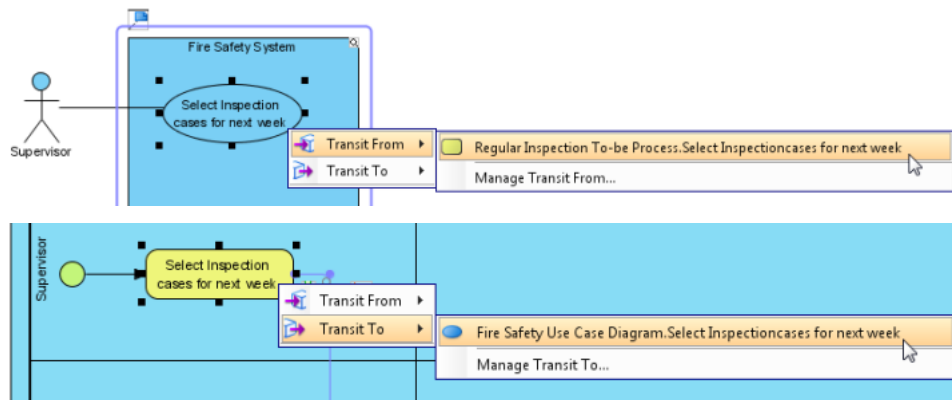 Fire Safety System
Select Inspection
cases for next week
Supervisor
Transit From
Transit To
Regular Inspection To-be Process.Select Inspectioncases for next week
Manage Transit From...
Supervisor
Select Inspection
cases for next week
Transit From
Transit To
Fire Safety Use Case Diagram.Select Inspectioncases for next week
Manage Transit To...